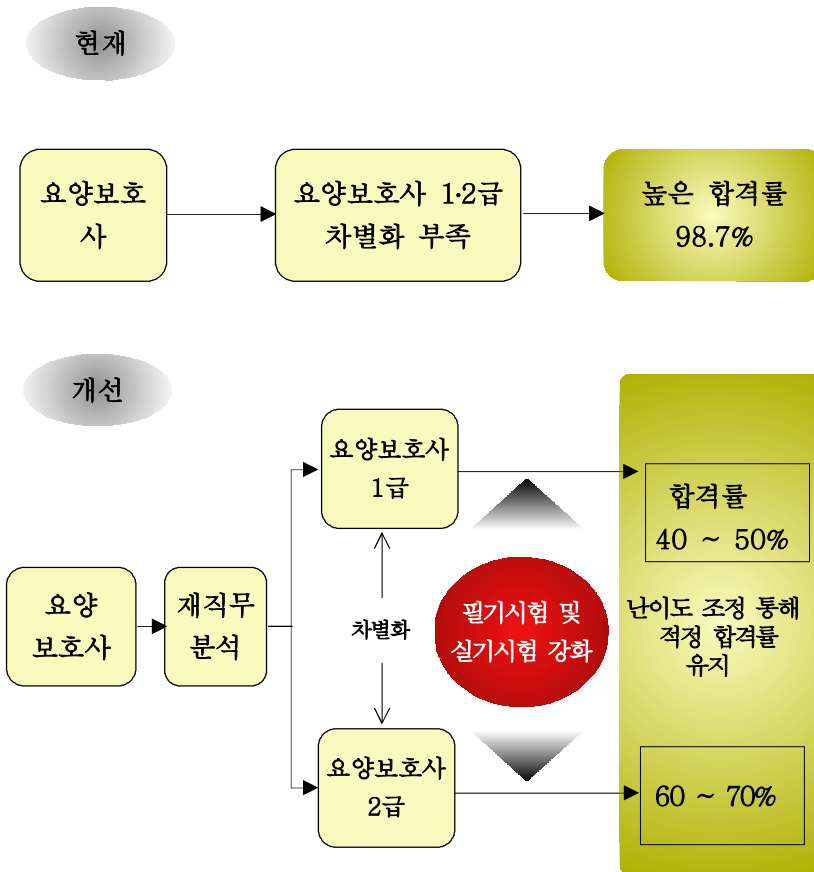 현재
요양보호
사
요양보호사 1·2급
차별화 부족
높은 합격률
98.7%
개선
요양보호사
1급
합격률
40 ~ 50%
요양
보호사
재직무
분석
차별화
필기시험 및
실기시험 강화
난이도 조정 통해
적정 합격률
유지
요양보호사
2급
60 ~ 70%